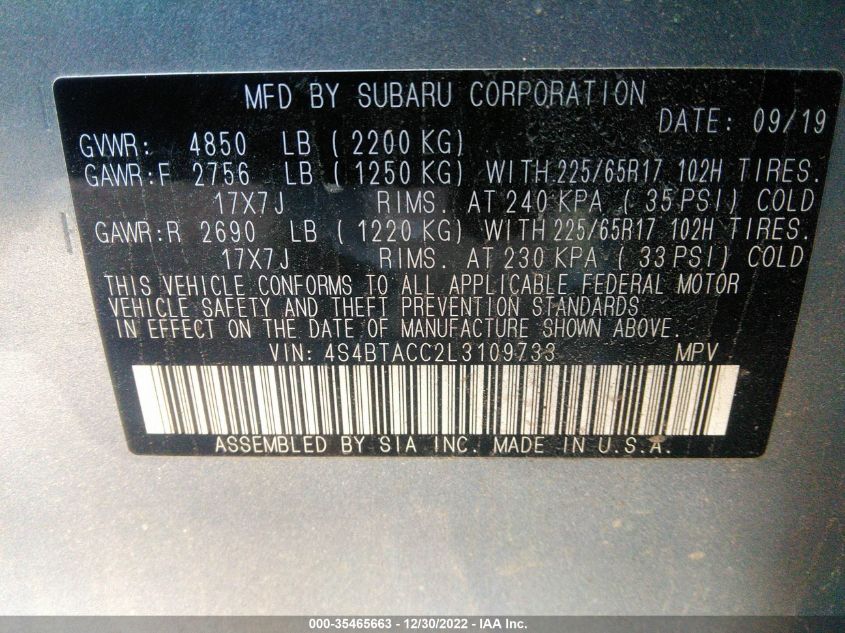 MFD BY SUBARU CORPORATION
DATE: 09/19
GVWR: 4850 LB ( 2200 KG)
GAWR:F 2756 LB ( 1250 KG) WITH 225/65R17 102H TIRES.
17X7J RIMS. AT 240 KPA ( 35 PSI) COLD
GAWR:R 2690 LB ( 1220 KG) WITH 225/65R17 102H TIRES.
17X7J RIMS. AT 230 KPA ( 33 PSI) COLD
THIS VEHICLE CONFORMS TO ALL APPLICABLE FEDERAL MOTOR
VEHICLE SAFETY AND THEFT PREVENTION STANDARDS
IN EFFECT ON THE DATE OF MANUFACTURE SHOWN ABOVE.
VIN: 4S4BTACC2L3109733 MPV
ASSEMBLED BY SIA INC. MADE IN U.S.A.
000-35465663 - 12/30/2022 - IAA Inc.